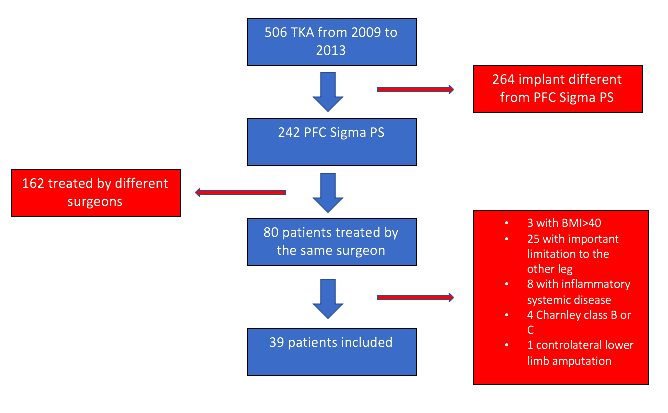 506 TKA from 2009 to
2013
264 implant different
from PFC Sigma PS
242 PFC Sigma PS
162 treated by different
surgeons
80 patients treated by
the same surgeon
• 3 with BMI>40
• 25 with important
limitation to the
other leg
• 8 with inflammatory
systemic disease
• 4 Charnley class B or
C
• 1 controlateral lower
limb amputation
39 patients included